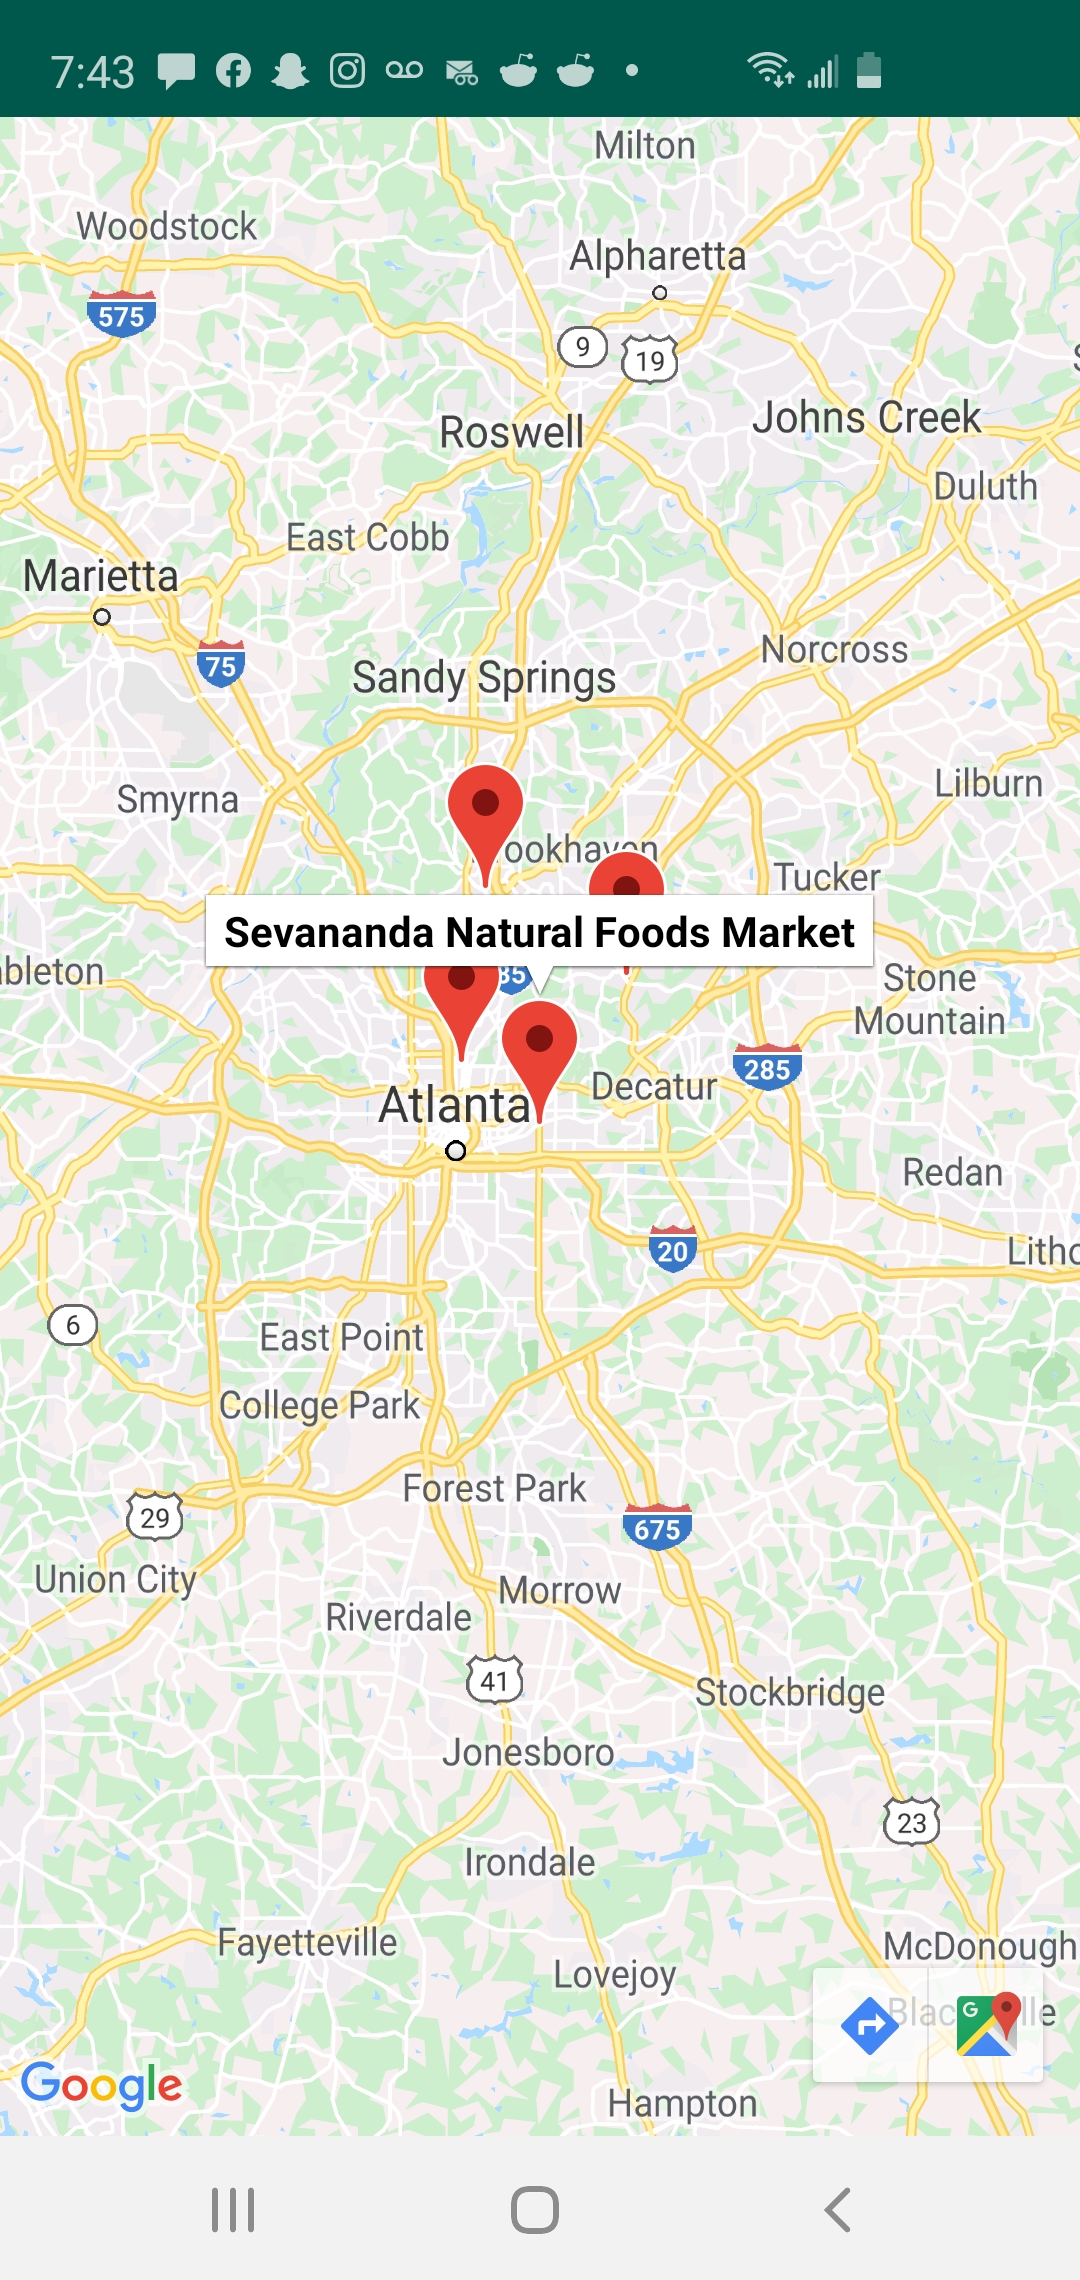 7:43
Milton
Woodstock
Alpharetta
575
9
19
Roswell
Johns Creek
Duluth
East Cobb
Marietta
Norcross
75
Sandy Springs
Lilburn
Smyrna
ookhaven
Tucker
Sevananda Natural Foods Market
bleton
85
Stone
Mountain
285
Decatur
Atlanta
Redan
20
Litho
6
East Point
College Park
Forest Park
29
675
Union City
Morrow
Riverdale
41
Stockbridge
Jonesboro
23
Irondale
Fayetteville
McDonough
Lovejoy
G
Google
Hampton